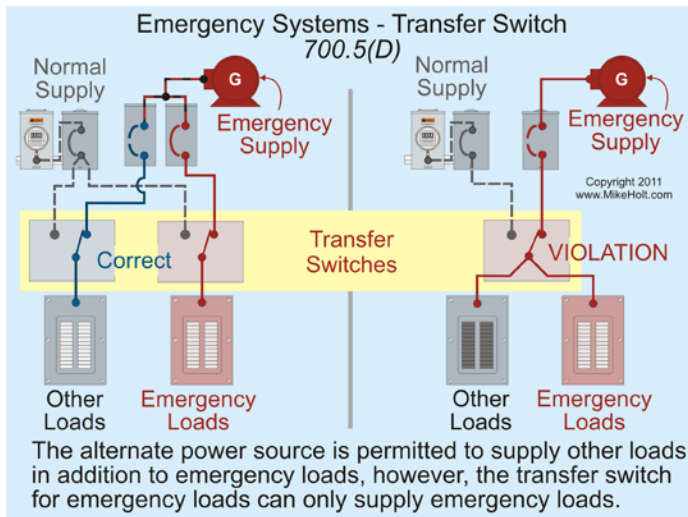 Emergency Systems - Transfer Switch
700.5(D)
Normal
Supply
G
Emergency
Supply
Normal
Supply
G
Emergency
Supply
Copyright 2011
www.MikeHolt.com
Correct
Transfer
Switches
VIOLATION
Other
Loads
Emergency
Loads
Other
Loads
Emergency
Loads
The alternate power source is permitted to supply other loads
in addition to emergency loads, however, the transfer switch
for emergency loads can only supply emergency loads.